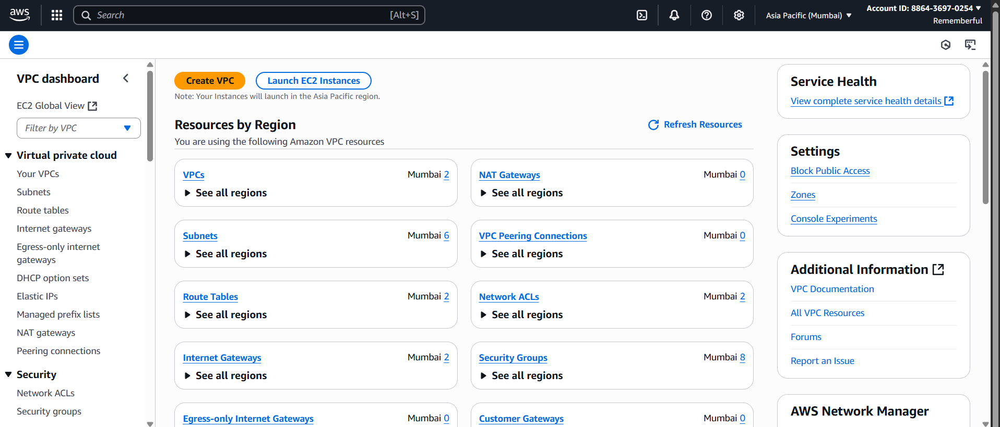 aws
Search [Alt+S]
Asia Pacific (Mumbai)
Account ID: 8864-3697-0254
Rememberful
VPC dashboard
EC2 Global View
Filter by VPC
Virtual private cloud
Your VPCs
Subnets
Route tables
Internet gateways
Egress-only internet
gateways
DHCP option sets
Elastic IPs
Managed prefix lists
NAT gateways
Peering connections
Security
Network ACLs
Security groups
Create VPC
Launch EC2 Instances
Note: Your Instances will launch in the Asia Pacific region.
Resources by Region
Refresh Resources
You are using the following Amazon VPC resources
VPCs Mumbai 2
See all regions
NAT Gateways Mumbai 0
See all regions
Subnets Mumbai 6
See all regions
VPC Peering Connections Mumbai 0
See all regions
Route Tables Mumbai 2
See all regions
Network ACLs Mumbai 2
See all regions
Internet Gateways Mumbai 2
See all regions
Security Groups Mumbai 8
See all regions
Egress-only Internet Gateways Mumbai 0
Customer Gateways Mumbai 0
Service Health
View complete service health details
Settings
Block Public Access
Zones
Console Experiments
Additional Information
VPC Documentation
All VPC Resources
Forums
Report an Issue
AWS Network Manager